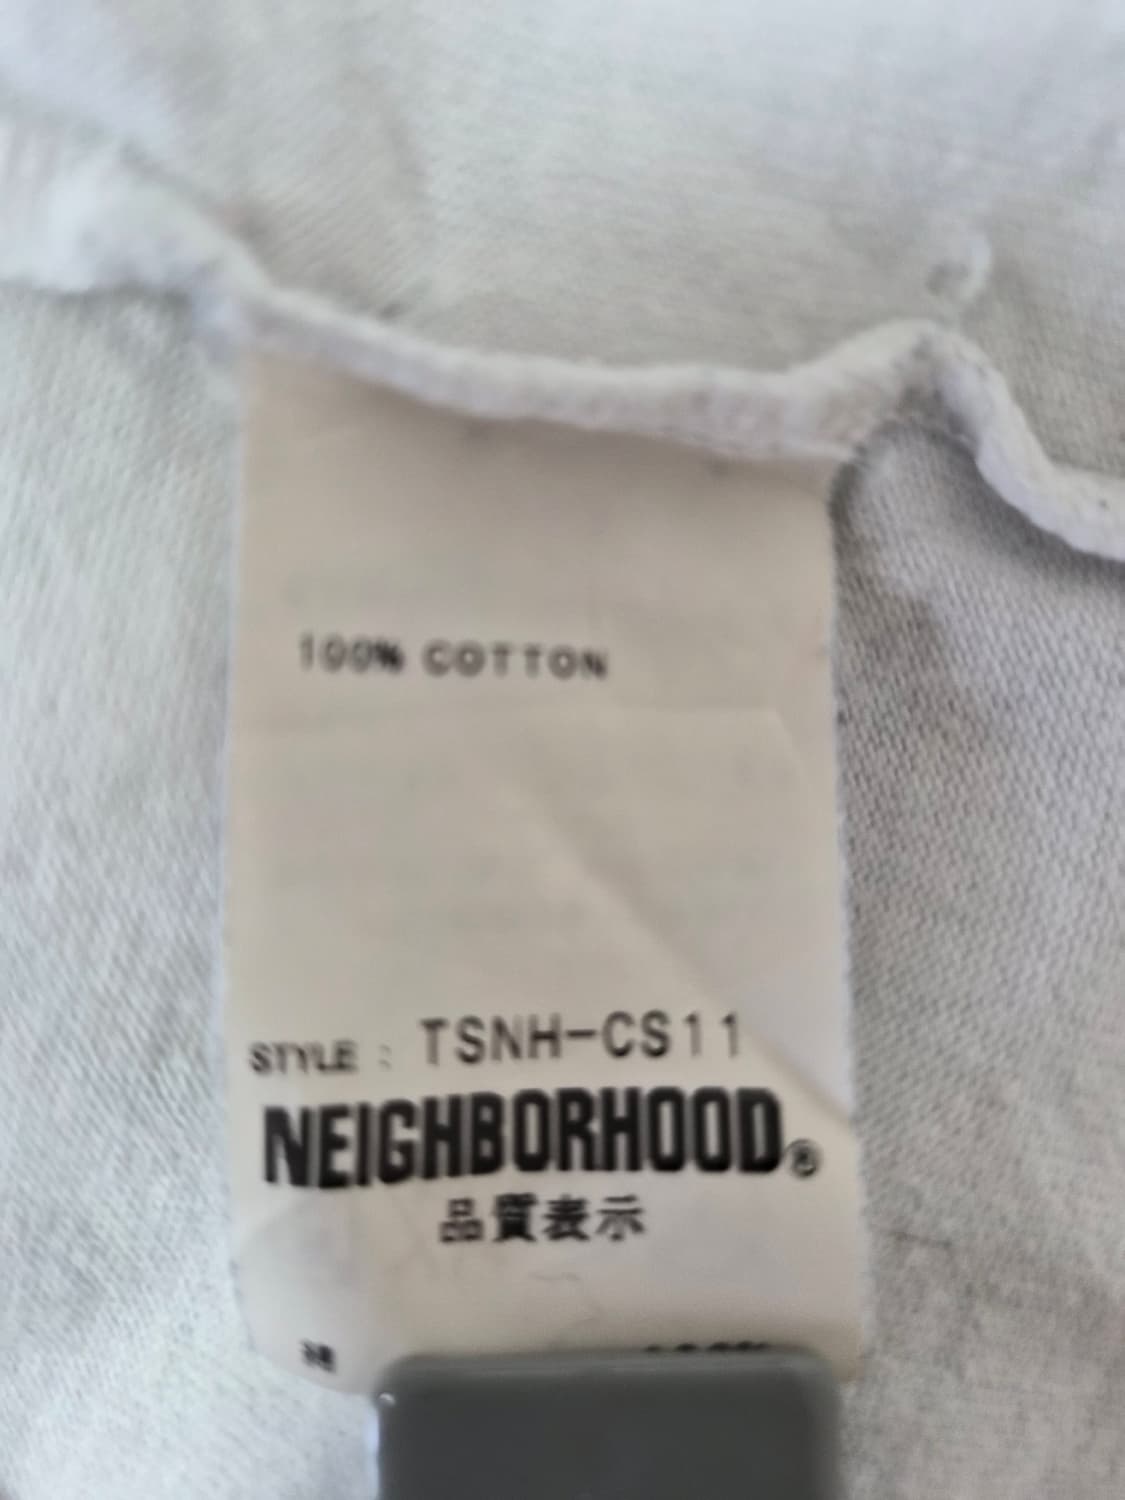 100% COTTON
STYLE : TSNH-CS11
NEIGHBORHOOD®
品質表示